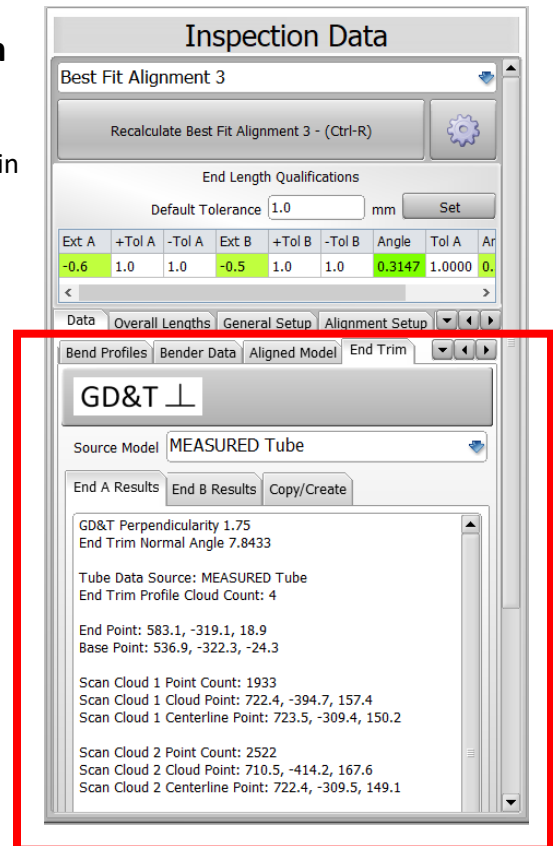 n
in
Inspection Data
Best Fit Alignment 3
Recalculate Best Fit Alignment 3 - (Ctrl-R)
End Length Qualifications
Default Tolerance 1.0 mm Set
Ext A +Tol A -Tol A Ext B +Tol B -Tol B Angle Tol A An
-0.6 1.0 1.0 -0.5 1.0 1.0 0.3147 1.0000 0.
Data Overall Lengths General Setup Alignment Setup
Bend Profiles Bender Data Aligned Model End Trim
GD&T ⊥
Source Model MEASURED Tube
End A Results End B Results Copy/Create
GD&T Perpendicularity 1.75
End Trim Normal Angle 7.8433
Tube Data Source: MEASURED Tube
End Trim Profile Cloud Count: 4
End Point: 583.1, -319.1, 18.9
Base Point: 536.9, -322.3, -24.3
Scan Cloud 1 Point Count: 1933
Scan Cloud 1 Cloud Point: 722.4, -394.7, 157.4
Scan Cloud 1 Centerline Point: 723.5, -309.4, 150.2
Scan Cloud 2 Point Count: 2522
Scan Cloud 2 Cloud Point: 710.5, -414.2, 167.6
Scan Cloud 2 Centerline Point: 722.4, -309.5, 149.1